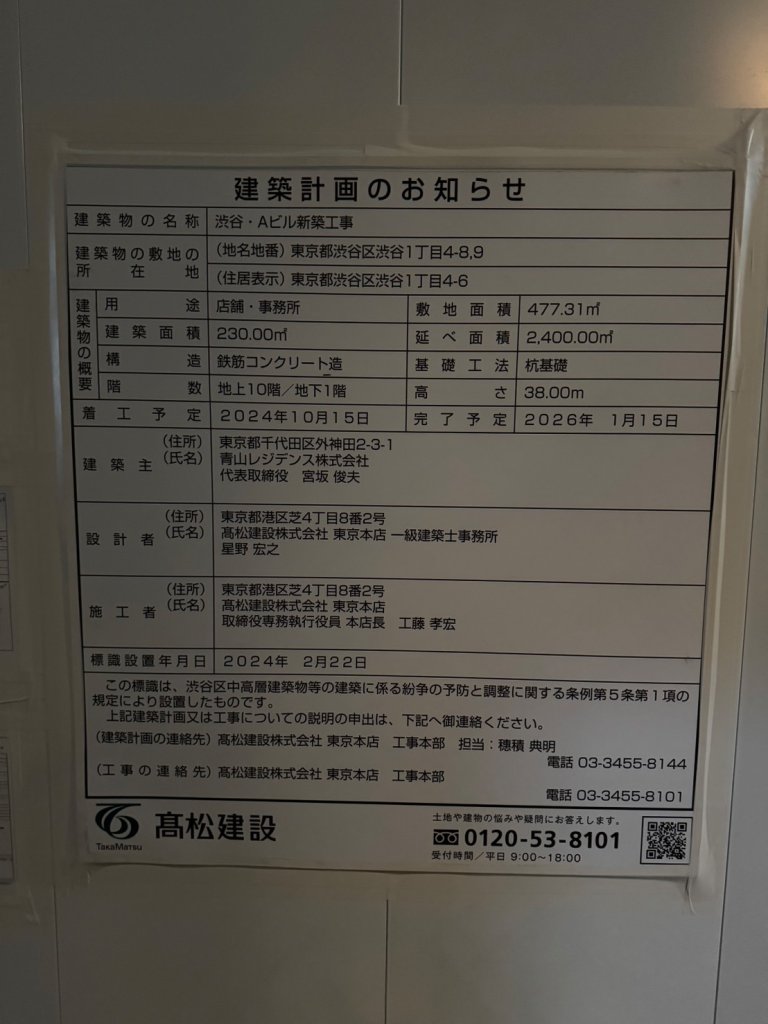 建築計画のお知らせ
建築物の名称 渋谷・Aビル新築工事
建築物の敷地の所在地 (地名地番) 東京都渋谷区渋谷1丁目4-8,9
(住居表示) 東京都渋谷区渋谷1丁目4-6
建築物の概要
用途 店舗・事務所 敷地面積 477.31㎡
建築面積 230.00㎡ 延べ面積 2,400.00㎡
構造 鉄筋コンクリート造 基礎工法 杭基礎
階数 地上10階/地下1階 高さ 38.00m
着工予定 2024年10月15日 完了予定 2026年 1月15日
建築主 (住所) 東京都千代田区外神田2-3-1
(氏名) 青山レジデンス株式会社
代表取締役 宮坂 俊夫
設計者 (住所) 東京都港区芝4丁目8番2号
(氏名) 髙松建設株式会社 東京本店 一級建築士事務所
星野 宏之
施工者 (住所) 東京都港区芝4丁目8番2号
(氏名) 髙松建設株式会社 東京本店
取締役専務執行役員 本店長 工藤 孝宏
標識設置年月日 2024年 2月22日
この標識は、渋谷区中高層建築物等の建築に係る紛争の予防と調整に関する条例第5条第1項の
規定により設置したものです。
上記建築計画又は工事についての説明の申出は、下記へ御連絡ください。
(建築計画の連絡先) 髙松建設株式会社 東京本店 工事本部 担当:穂積 典明
電話 03-3455-8144
(工事の連絡先) 髙松建設株式会社 東京本店 工事本部
電話 03-3455-8101
TakaMatsu
髙松建設
土地や建物の悩みや疑問にお答えします。
0120-53-8101
受付時間/平日 9:00~18:00